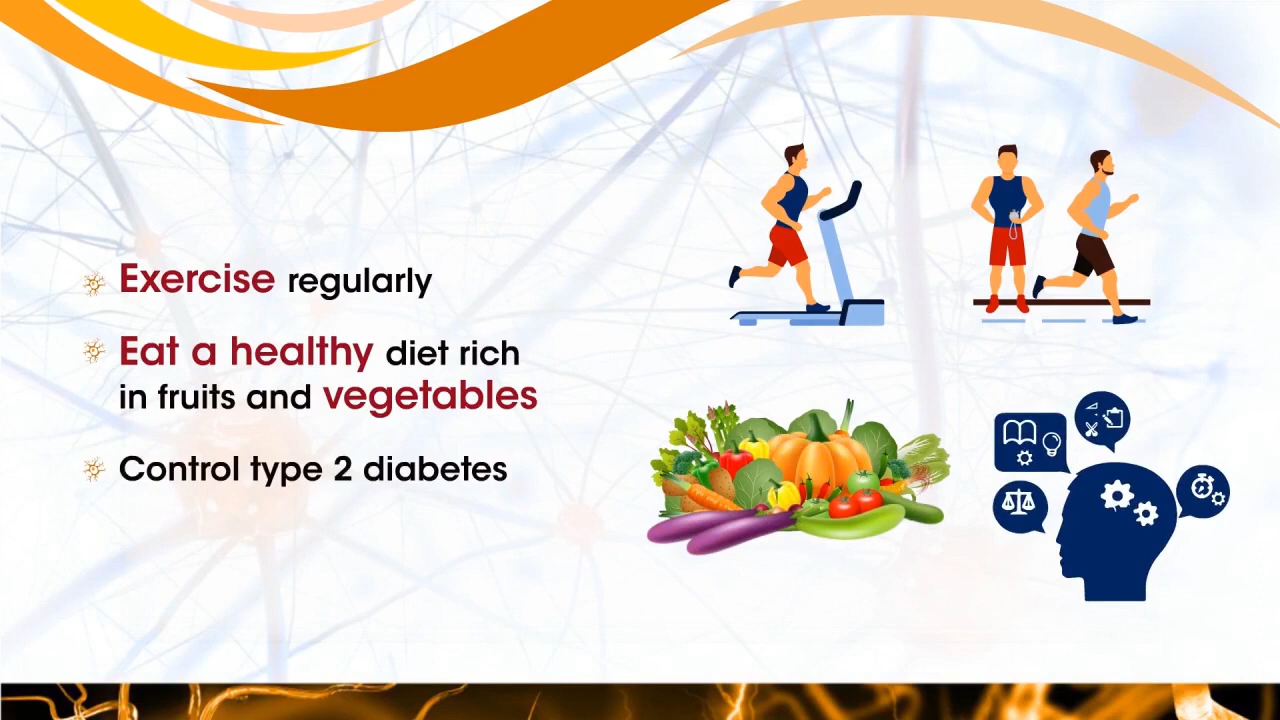 Exercise regularly
Eat a healthy diet rich
in fruits and vegetables
Control type 2 diabetes